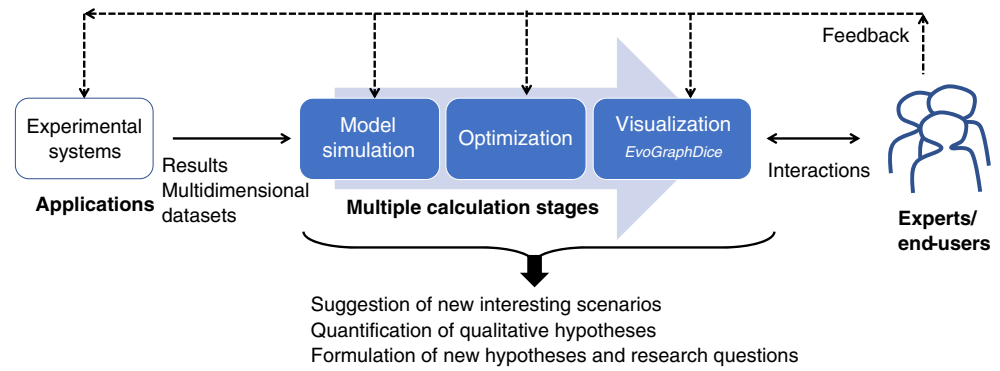 Feedback
Experimental
systems
Applications
Results
Multidimensional
datasets
Model
simulation
Optimization
Visualization
EvoGraphDice
Multiple calculation stages
Interactions
Experts/
end-users
Suggestion of new interesting scenarios
Quantification of qualitative hypotheses
Formulation of new hypotheses and research questions